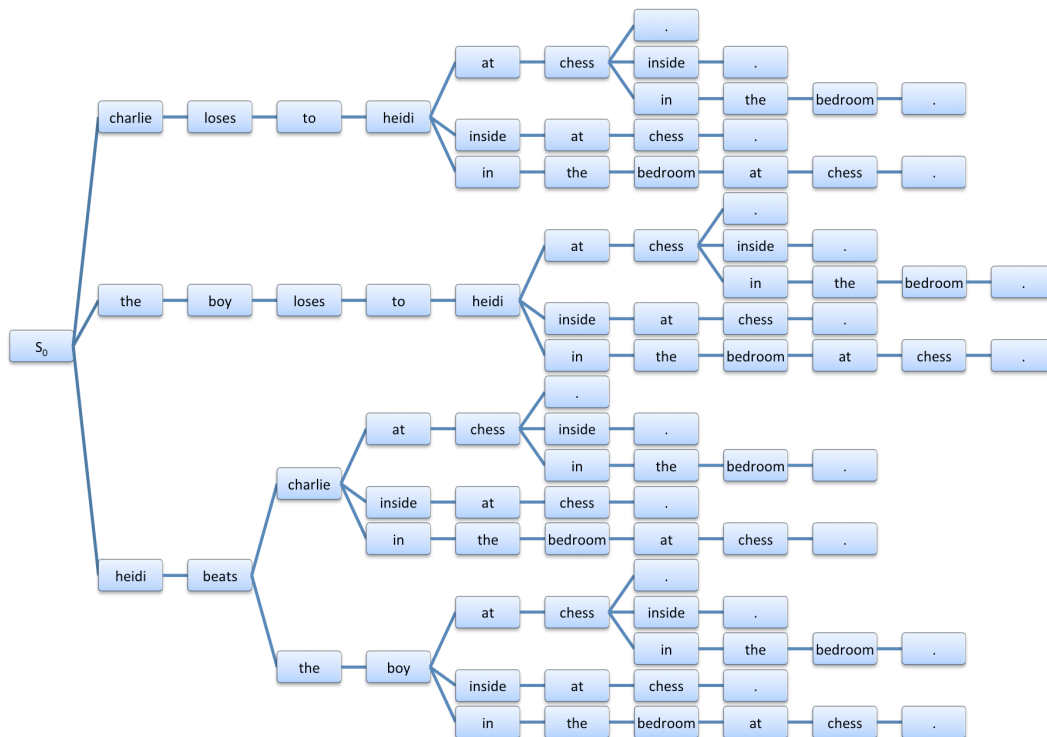 .
at chess inside .
in the bedroom .
charlie loses to heidi
inside at chess .
in the bedroom at chess .
.
at chess inside .
in the bedroom .
the boy loses to heidi
inside at chess .
S0
in the bedroom at chess .
.
at chess inside .
in the bedroom .
charlie
inside at chess .
in the bedroom at chess .
heidi beats
.
at chess inside .
in the bedroom .
the boy
inside at chess .
in the bedroom at chess .